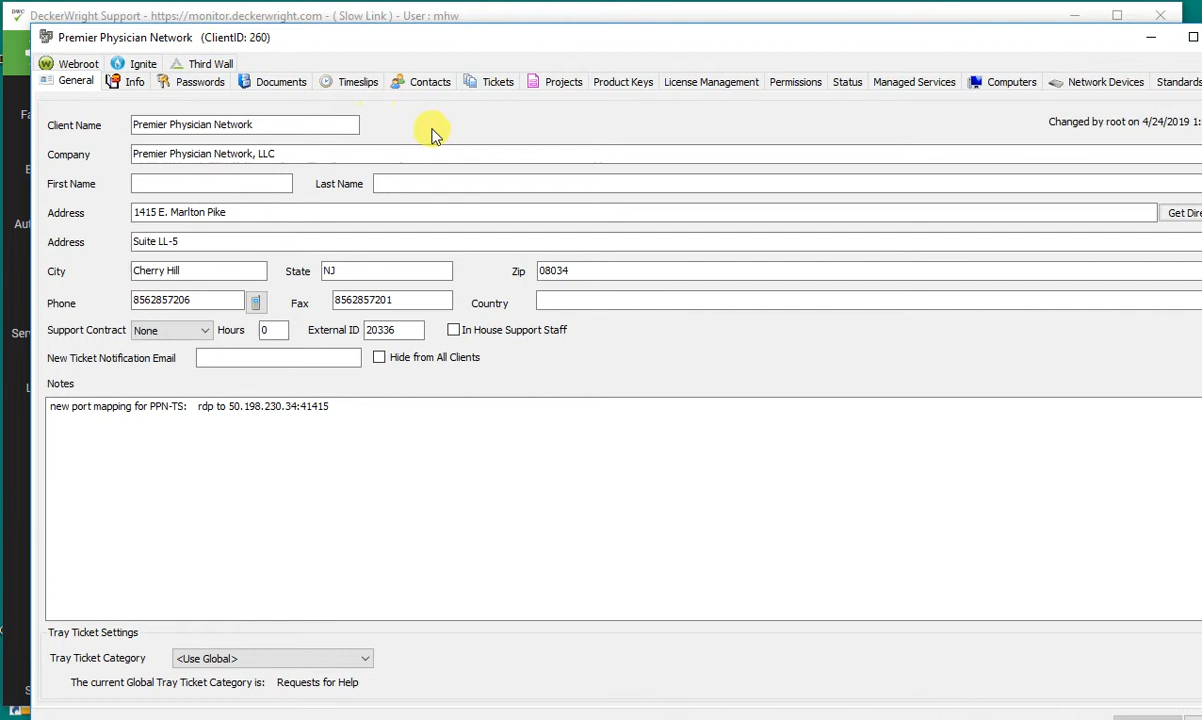 DWC DeckerWright Support - https://monitor.deckerwright.com - ( Slow Link ) - User : mhw
Premier Physician Network (ClientID: 260)
Webroot Ignite Third Wall
General Info Passwords Documents Timeslips Contacts Tickets Projects Product Keys License Management Permissions Status Managed Services Computers Network Devices Standards
Client Name Premier Physician Network
Changed by root on 4/24/2019 1:
Company Premier Physician Network, LLC
First Name Last Name
Address 1415 E. Marlton Pike Get Dire
Address Suite LL-5
City Cherry Hill State NJ Zip 08034
Phone 8562857206 Fax 8562857201 Country
Support Contract None Hours 0 External ID 20336 In House Support Staff
New Ticket Notification Email Hide from All Clients
Notes
new port mapping for PPN-TS: rdp to 50.198.230.34:41415
Tray Ticket Settings
Tray Ticket Category <Use Global>
The current Global Tray Ticket Category is: Requests for Help